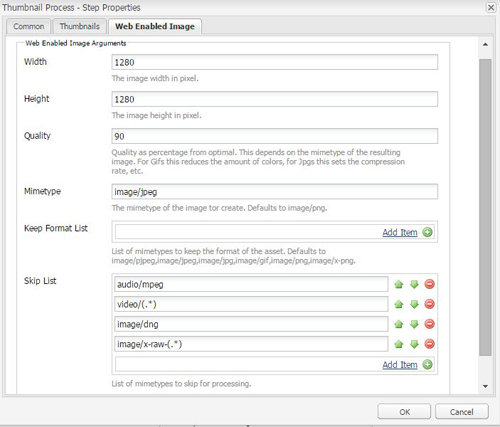 Thumbnail Process - Step Properties
Common
Thumbnails
Web Enabled Image
Web Enabled Image Arguments
Width
1280
The image width in pixel.
Height
1280
The image height in pixel.
Quality
90
Quality as percentage from optimal. This depends on the mimetype of the resulting
image. For Gifs this reduces the amount of colors, for Jpgs this sets the compression
rate, etc.
Mimetype
image/jpeg
The mimetype of the image tor create. Defaults to image/png.
Keep Format List
Add Item
List of mimetypes to keep the format of the asset. Defaults to
image/pjpeg,image/jpeg,image/jpg,image/gif,image/png,image/x-png.
Skip List
audio/mpeg
video/(.*)
image/dng
image/x-raw-(.*)
Add Item
List of mimetypes to skip for processing.
OK
Cancel